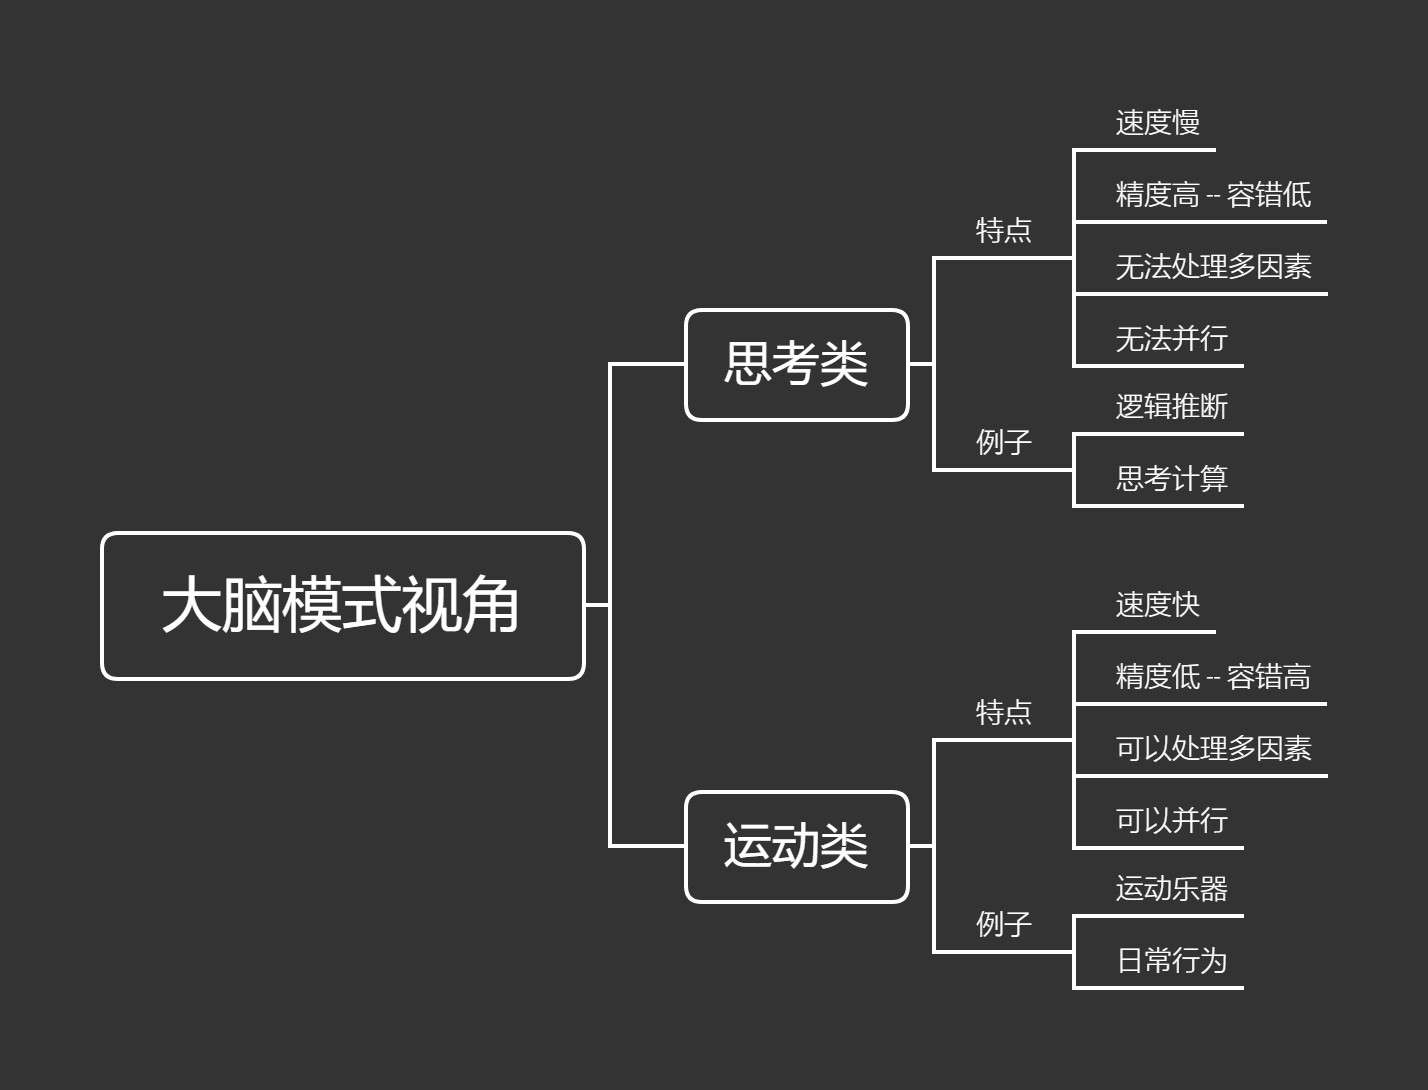 大脑模式视角
思考类
特点
速度慢
精度高 -- 容错低
无法处理多因素
无法并行
例子
逻辑推断
思考计算
运动类
特点
速度快
精度低 -- 容错高
可以处理多因素
可以并行
例子
运动乐器
日常行为